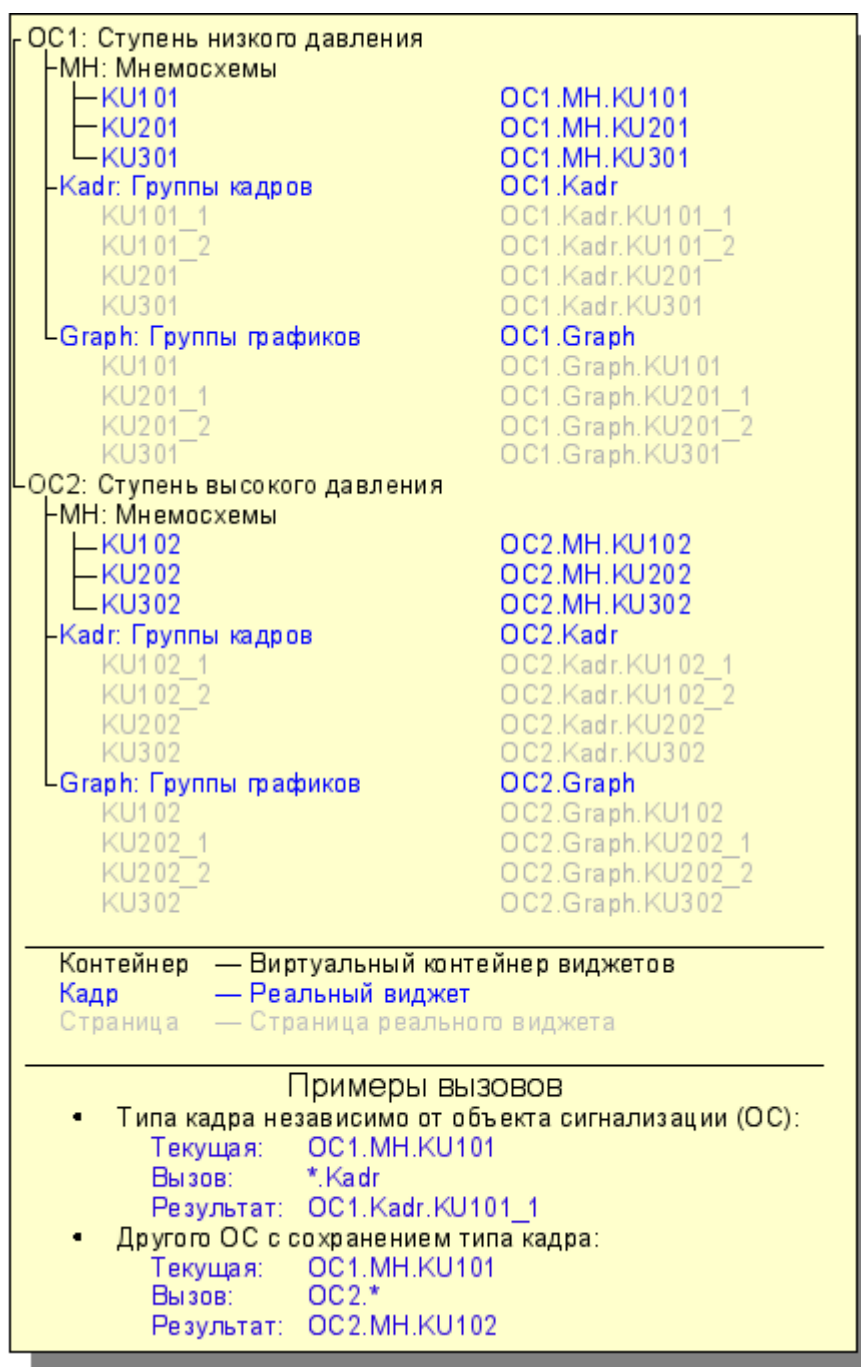 ОС1: Ступень низкого давления
МН: Мнемосхемы
KU101 ОС1.МН.KU101
KU201 ОС1.МН.KU201
KU301 ОС1.МН.KU301
Kadr: Группы кадров ОС1.Kadr
KU101_1 ОС1.Kadr.KU101_1
KU101_2 ОС1.Kadr.KU101_2
KU201 ОС1.Kadr.KU201
KU301 ОС1.Kadr.KU301
Graph: Группы графиков ОС1.Graph
KU101 ОС1.Graph.KU101
KU201_1 ОС1.Graph.KU201_1
KU201_2 ОС1.Graph.KU201_2
KU301 ОС1.Graph.KU301
ОС2: Ступень высокого давления
МН: Мнемосхемы
KU102 ОС2.МН.KU102
KU202 ОС2.МН.KU202
KU302 ОС2.МН.KU302
Kadr: Группы кадров ОС2.Kadr
KU102_1 ОС2.Kadr.KU102_1
KU102_2 ОС2.Kadr.KU102_2
KU202 ОС2.Kadr.KU202
KU302 ОС2.Kadr.KU302
Graph: Группы графиков ОС2.Graph
KU102 ОС2.Graph.KU102
KU202_1 ОС2.Graph.KU202_1
KU202_2 ОС2.Graph.KU202_2
KU302 ОС2.Graph.KU302
Контейнер — Виртуальный контейнер виджетов
Кадр — Реальный виджет
Страница — Страница реального виджета
Примеры вызовов
• Типа кадра независимо от объекта сигнализации (ОС):
Текущая: ОС1.МН.KU101
Вызов: *.Kadr
Результат: ОС1.Kadr.KU101_1
• Другого ОС с сохранением типа кадра:
Текущая: ОС1.МН.KU101
Вызов: ОС2.*
Результат: ОС2.МН.KU102